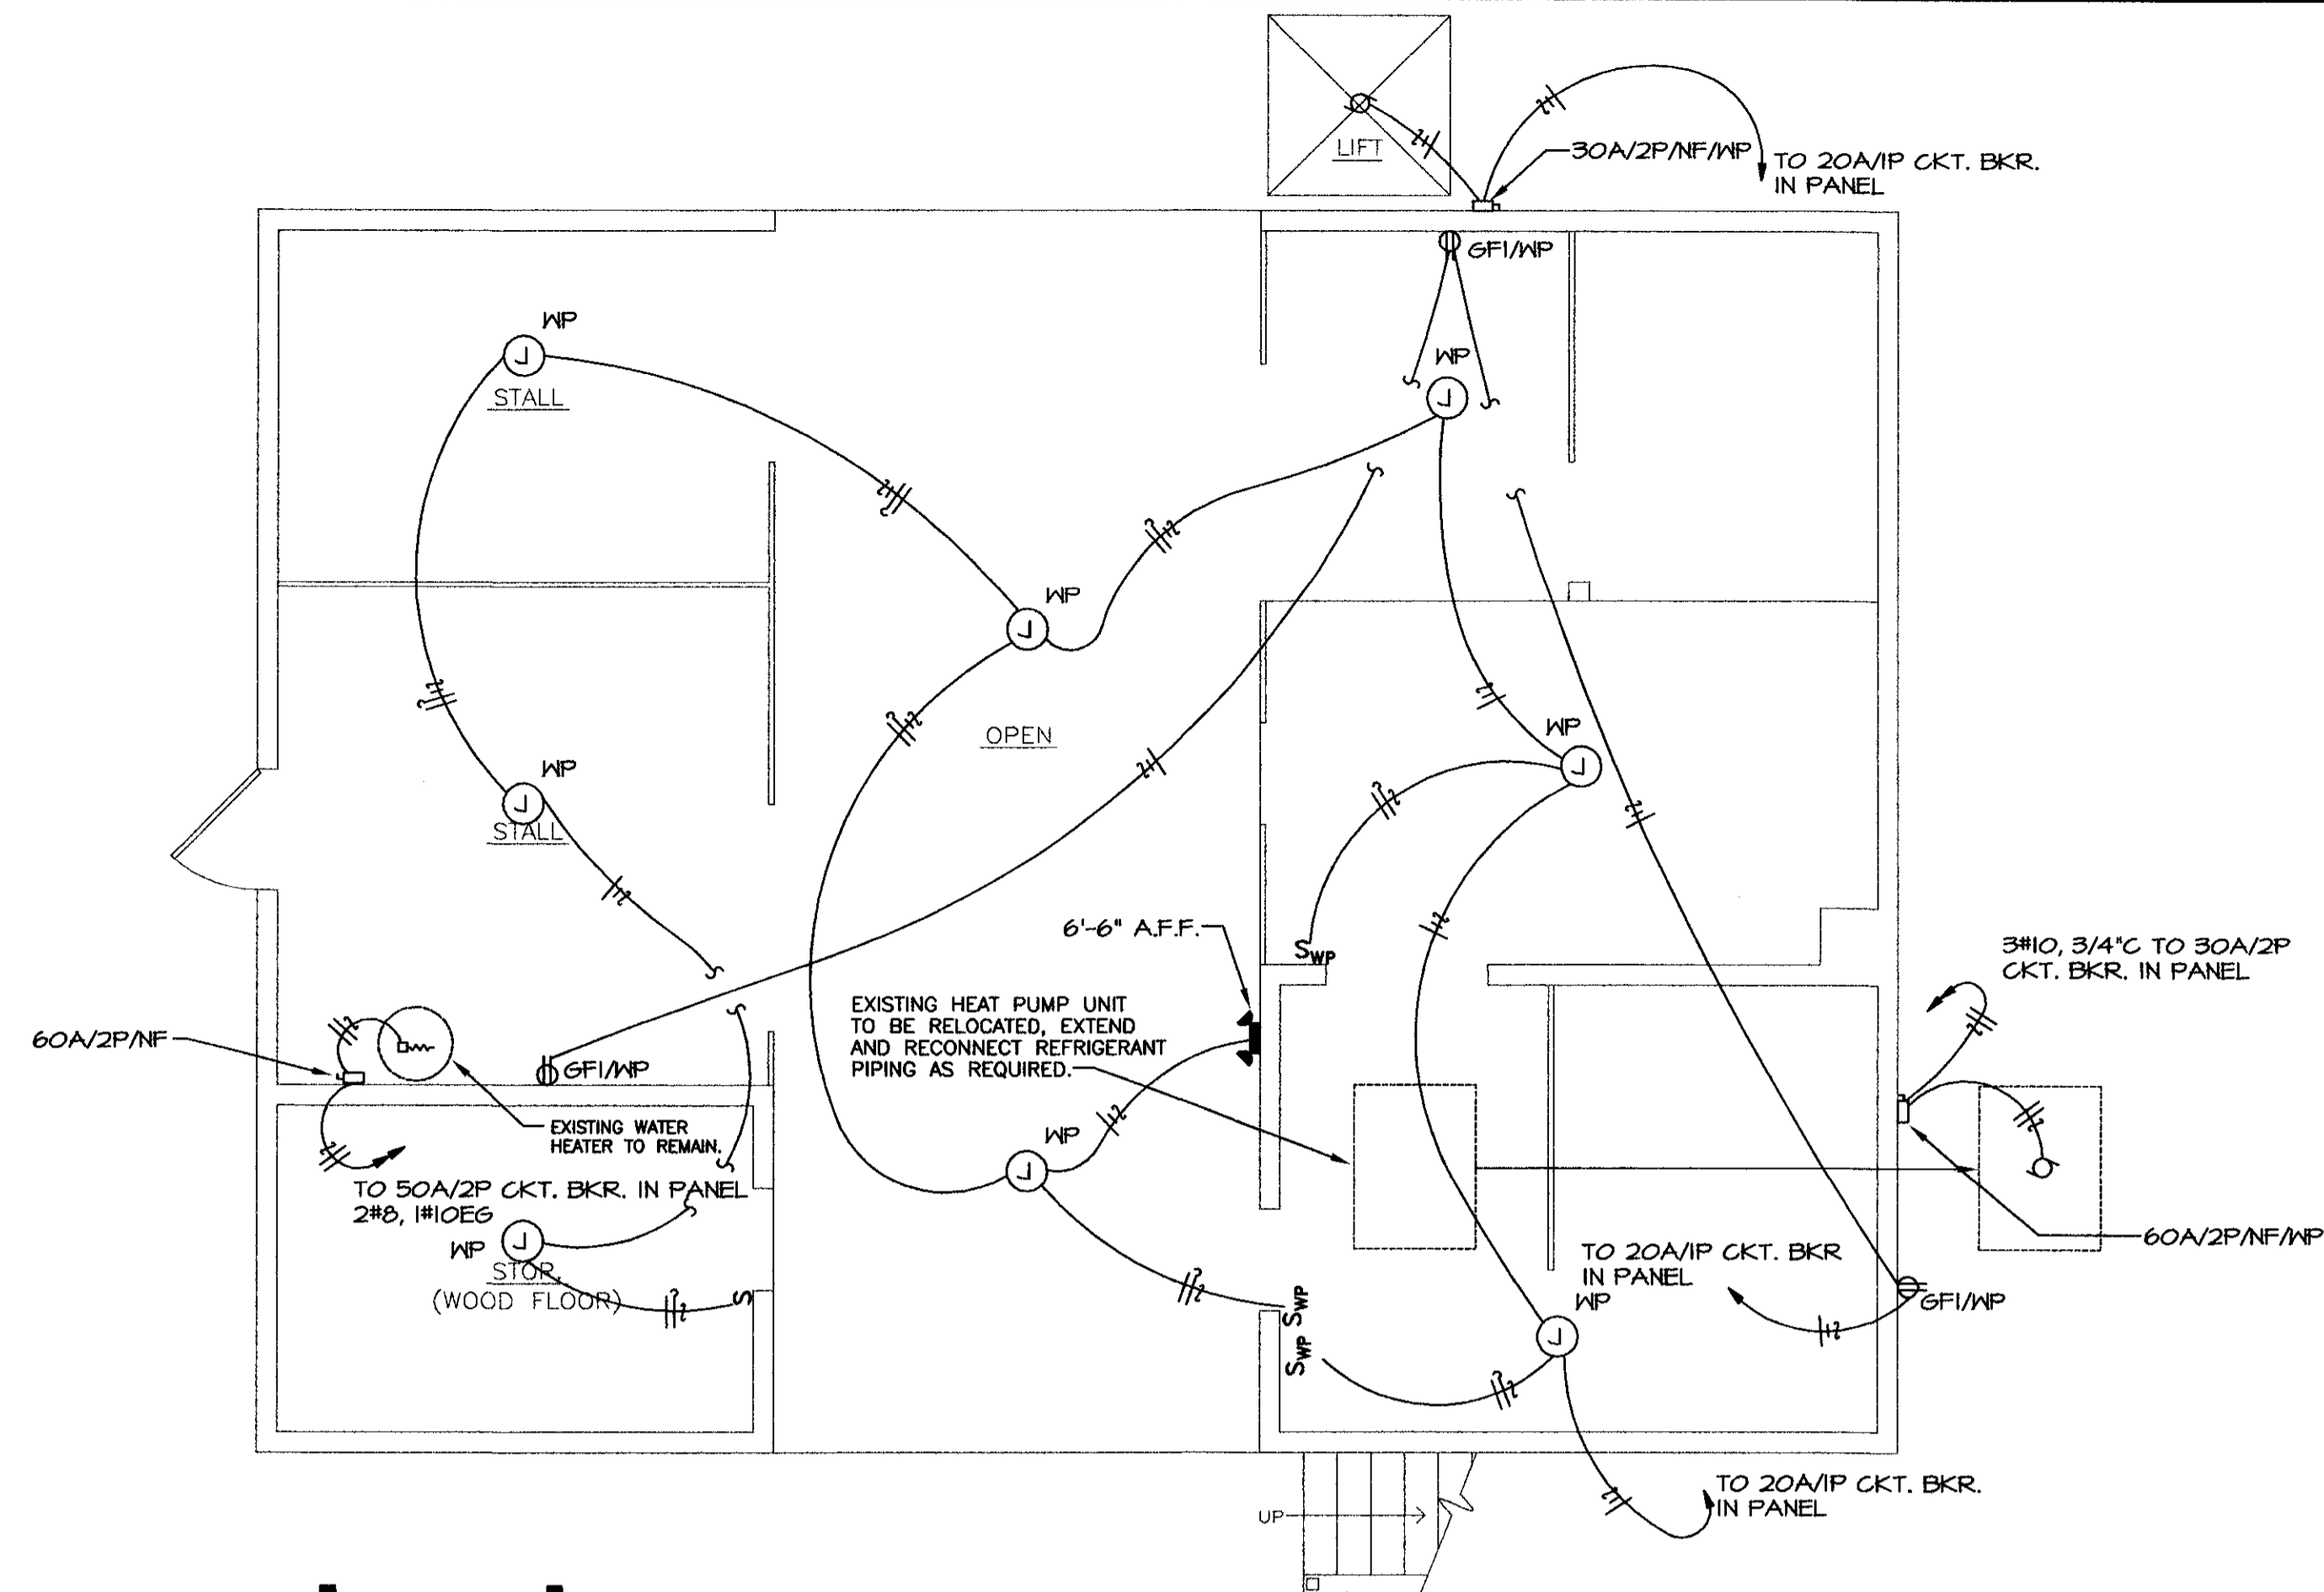 LIFT
30A/2P/NF/WP
TO 20A/1P CKT. BKR.
IN PANEL
GFI/WP
WP
J
STALL
WP
J
WP
J
OPEN
WP
J
WP
J
STALL
6'-6" A.F.F.
SWP
3#10, 3/4"C TO 30A/2P
CKT. BKR. IN PANEL
EXISTING HEAT PUMP UNIT
TO BE RELOCATED, EXTEND
AND RECONNECT REFRIGERANT
PIPING AS REQUIRED.
60A/2P/NF
GFI/WP
EXISTING WATER
HEATER TO REMAIN.
WP
J
TO 50A/2P CKT. BKR. IN PANEL
2#8, 1#10EG
WP
J
STOR.
(WOOD FLOOR)
S
SWP
SWP
TO 20A/1P CKT. BKR
IN PANEL
WP
J
60A/2P/NF/WP
GFI/WP
TO 20A/1P CKT. BKR.
IN PANEL
UP